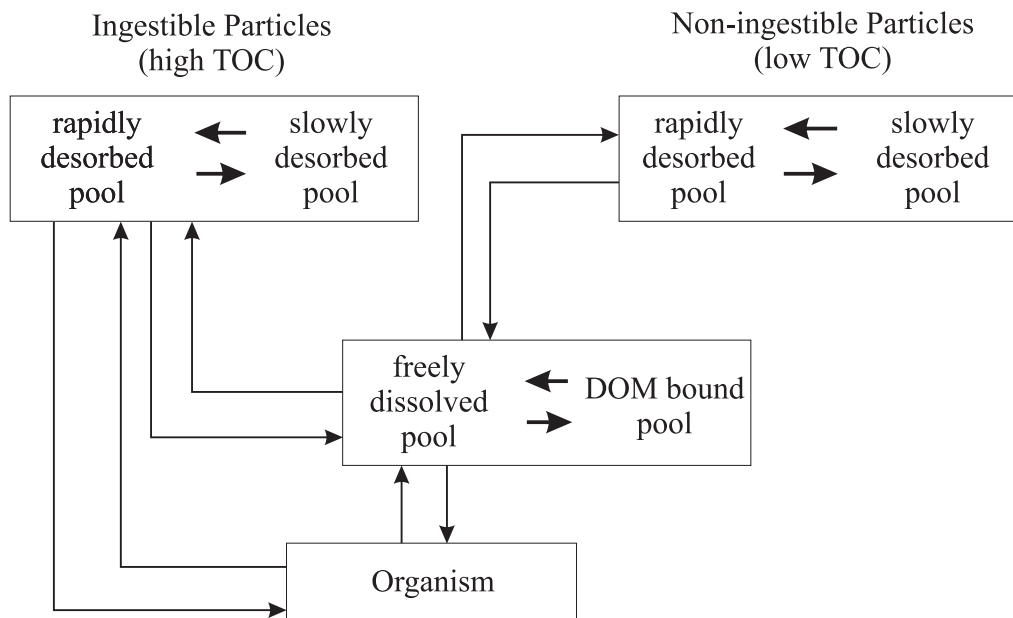 Ingestible Particles
(high TOC)
Non-ingestible Particles
(low TOC)
rapidly
desorbed
pool
slowly
desorbed
pool
rapidly
desorbed
pool
slowly
desorbed
pool
freely
dissolved
pool
DOM bound
pool
Organism